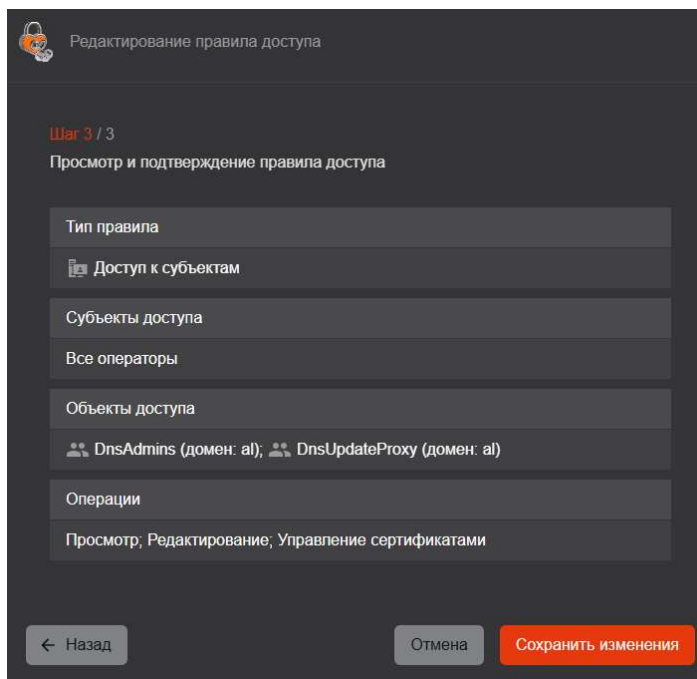 Редактирование правила доступа
Шаг 3 / 3
Просмотр и подтверждение правила доступа
Тип правила
Доступ к субъектам
Субъекты доступа
Все операторы
Объекты доступа
DnsAdmins (домен: al); DnsUpdateProxy (домен: al)
Операции
Просмотр; Редактирование; Управление сертификатами
← Назад
Отмена
Сохранить изменения